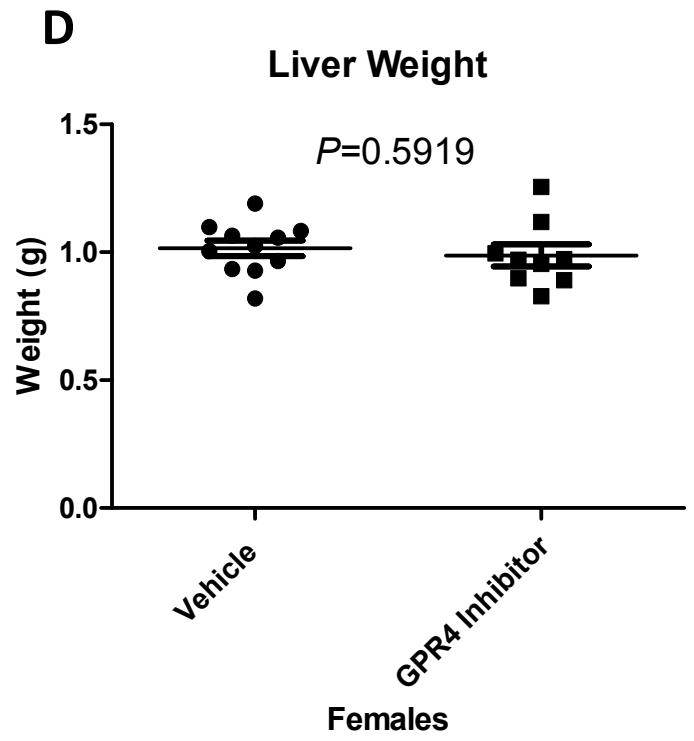 D
Liver Weight
P=0.5919
1.5
1.0
0.5
0.0
Weight (g)
Vehicle
GPR4 Inhibitor
Females